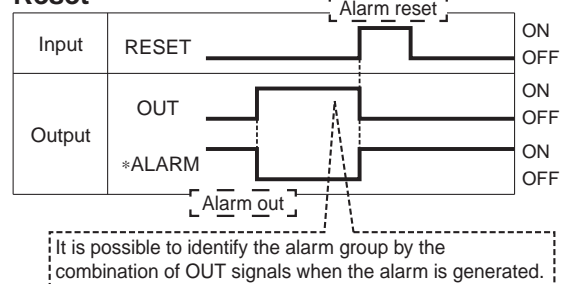 Reset
Alarm reset
Input RESET ON
OFF
Output OUT ON
OFF
*ALARM ON
OFF
Alarm out
It is possible to identify the alarm group by the
combination of OUT signals when the alarm is generated.